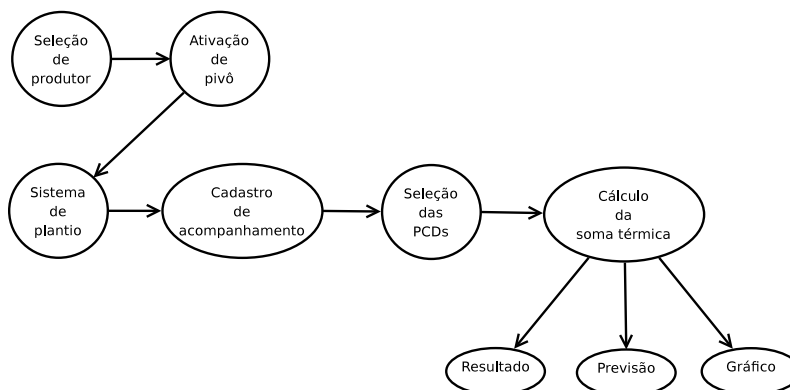 Seleção
de
produtor
Ativação
de
pivô
Sistema
de
plantio
Cadastro
de
acompanhamento
Seleção
das
PCDs
Cálculo
da
soma térmica
Resultado
Previsão
Gráfico